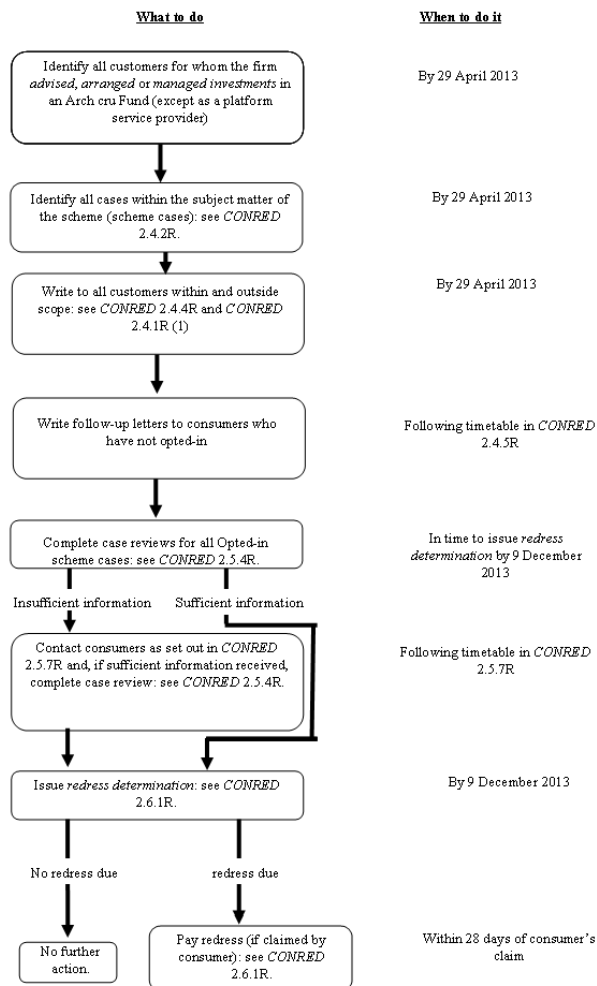 What to do
When to do it
Identify all customers for whom the firm
advised, arranged or managed investments in
an Arch cru Fund (except as a platform
service provider)
By 29 April 2013
Identify all cases within the subject matter of
the scheme (scheme cases): see CONRED
2.4.2R.
By 29 April 2013
Write to all customers within and outside
scope: see CONRED 2.4.4R and CONRED
2.4.1R (1)
By 29 April 2013
Write follow-up letters to consumers who
have not opted-in
Following timetable in CONRED
2.4.5R
Complete case reviews for all Opted-in
scheme cases: see CONRED 2.5.4R.
In time to issue redress
determination by 9 December
2013
Insufficient information
Sufficient information
Contact consumers as set out in CONRED
2.5.7R and, if sufficient information received,
complete case review: see CONRED 2.5.4R.
Following timetable in CONRED
2.5.7R
Issue redress determination: see CONRED
2.6.1R.
By 9 December 2013
No redress due
redress due
No further
action.
Pay redress (if claimed by
consumer): see CONRED
2.6.1R.
Within 28 days of consumer's
claim